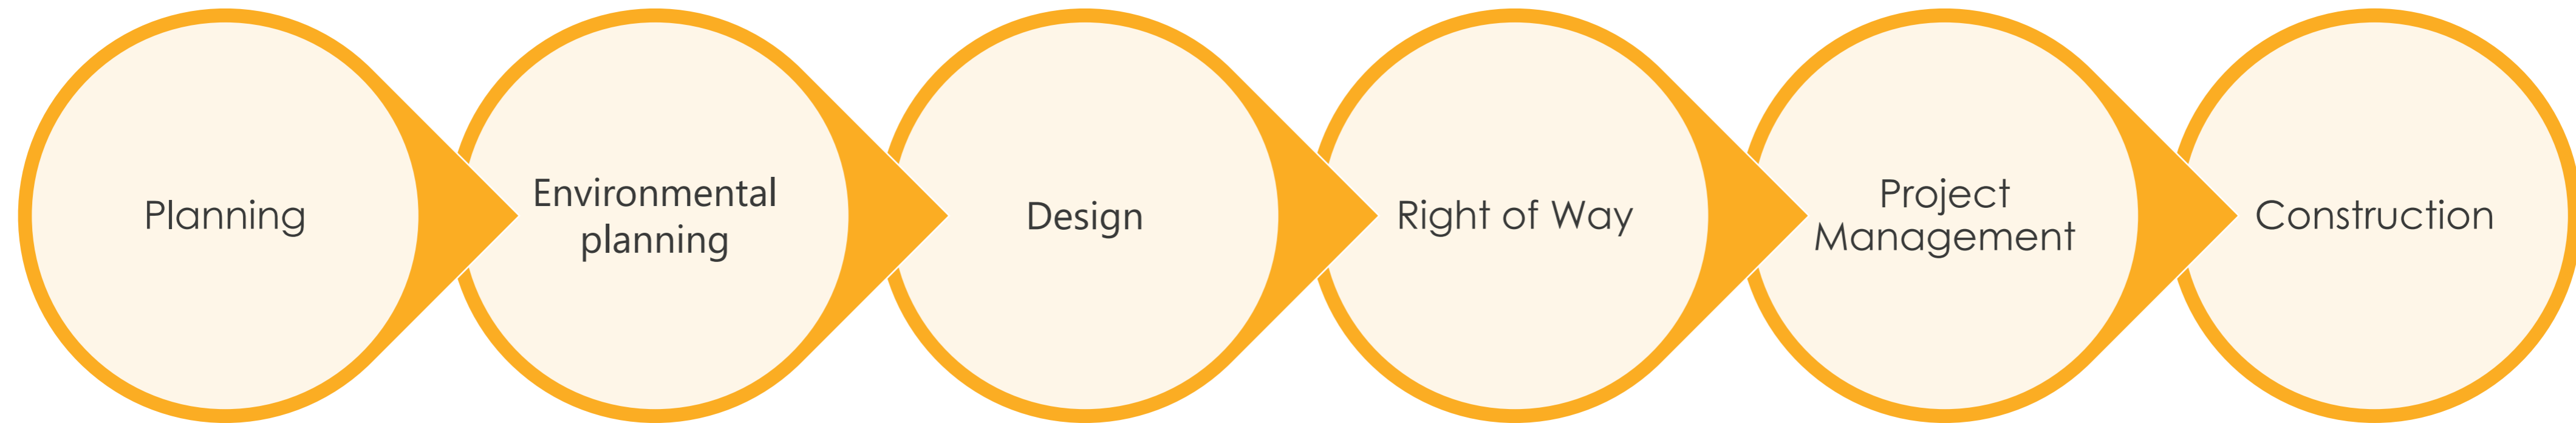 Planning
Environmental
planning
Design
Right of Way
Project
Management
Construction